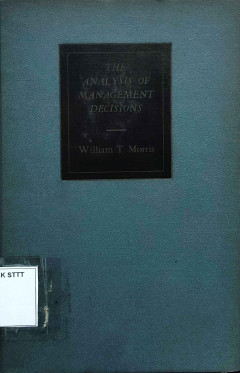 THE
ANALYSIS OF
MANAGEMENT
DECISIONS
William T. Morris
K STTT